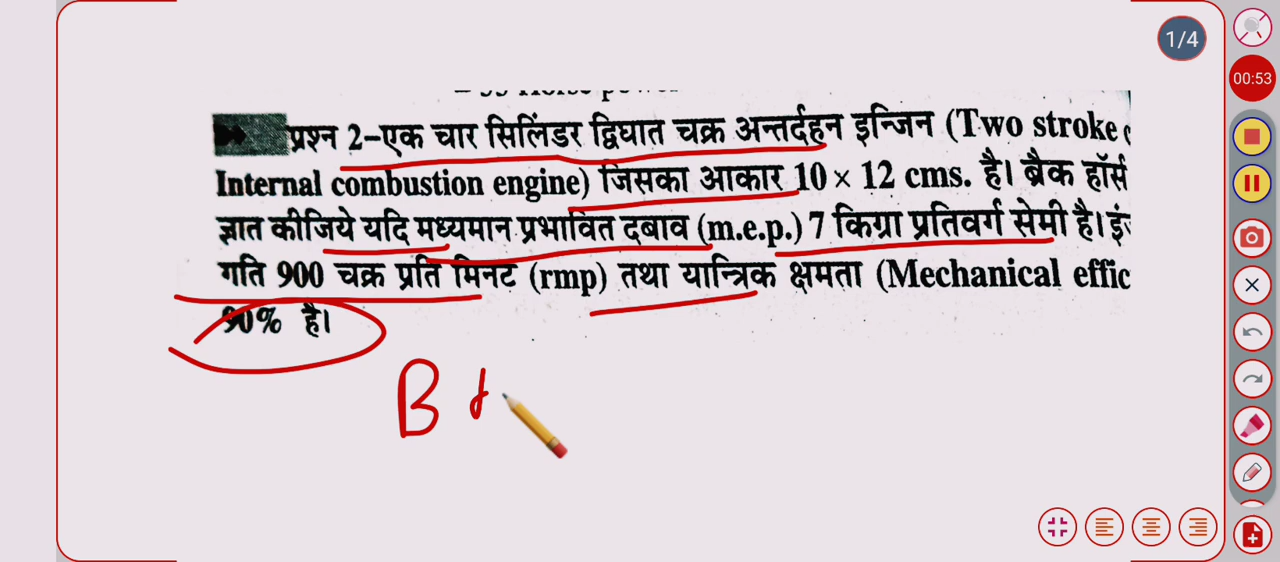 1/4
00:53
प्रश्न 2-एक चार सिलिंडर द्विघात चक्र अन्तर्दहन इन्जिन (Two stroke
Internal combustion engine) जिसका आकार 10 × 12 cms. है। ब्रैक हॉर्स
ज्ञात कीजिये यदि मध्यमान प्रभावित दबाव (m.e.p.) 7 किग्रा प्रतिवर्ग सेमी है।
गति 900 चक्र प्रति मिनट (rmp) तथा यान्त्रिक क्षमता (Mechanical effic
90% है।
B